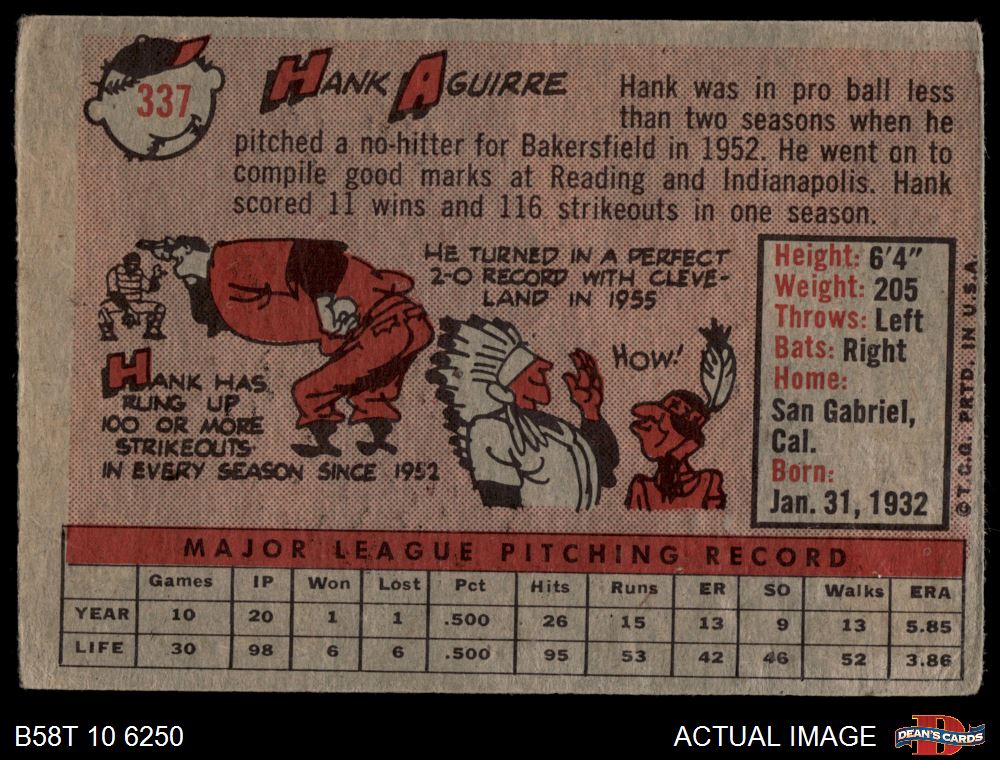 337
HANK AGUIRRE
Hank was in pro ball less
than two seasons when he
pitched a no-hitter for Bakersfield in 1952. He went on to
compile good marks at Reading and Indianapolis. Hank
scored 11 wins and 116 strikeouts in one season.
HE TURNED IN A PERFECT
2-0 RECORD WITH CLEVE-
LAND IN 1955
HANK HAS
RUNG UP
100 OR MORE
STRIKEOUTS
IN EVERY SEASON SINCE 1952
HOW!
Height: 6'4"
Weight: 205
Throws: Left
Bats: Right
Home:
San Gabriel,
Cal.
Born:
Jan. 31, 1932
© T.C.G. PRTD. IN U.S.A.
MAJOR LEAGUE PITCHING RECORD
Games IP Won Lost Pct Hits Runs ER SO Walks ERA
YEAR 10 20 1 1 .500 26 15 13 9 13 5.85
LIFE 30 98 6 6 .500 95 53 42 46 52 3.86
B58T 10 6250
ACTUAL IMAGE
DEAN'S CARDS